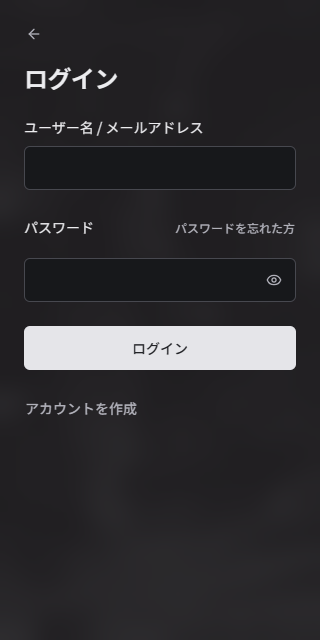 ログイン
ユーザー名 / メールアドレス
パスワード
パスワードを忘れた方
ログイン
アカウントを作成